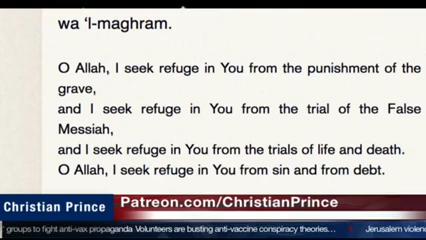 wa ‘l-maghram.
O Allah, I seek refuge in You from the punishment of the
grave,
and I seek refuge in You from the trial of the False
Messiah,
and I seek refuge in You from the trials of life and death.
O Allah, I seek refuge in You from sin and from debt.
Christian Prince
Patreon.com/ChristianPrince
groups to fight anti-vax propaganda Volunteers are busting anti-vaccine conspiracy theories...
Jerusalem violenc